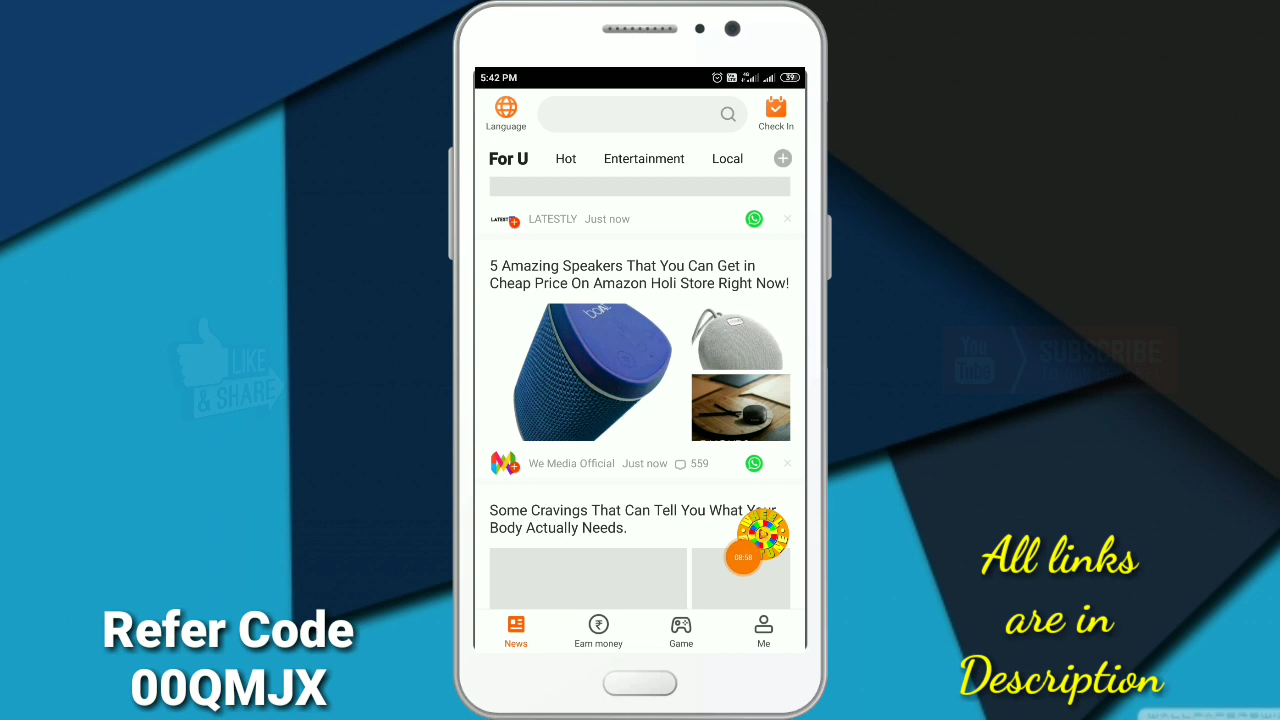 5:42 PM
4G
59
Language
Check In
For U
Hot
Entertainment
Local
LATESTLY Just now
5 Amazing Speakers That You Can Get in
Cheap Price On Amazon Holi Store Right Now!
boAt
We Media Official Just now 559
Some Cravings That Can Tell You What Your
Body Actually Needs.
08:58
News
Earn money
Game
Me
LIKE
& SHARE
You
Tube
SUBSCRIBE
Refer Code
00QMJX
All links
are in
Description